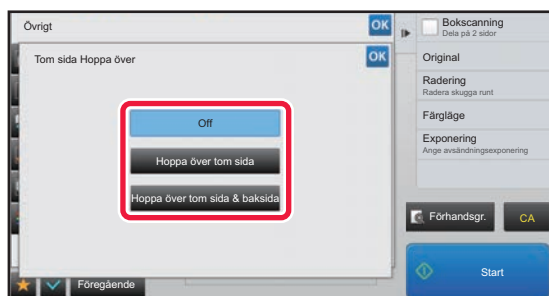 Övrigt
OK
Tom sida Hoppa över
OK
Off
Hoppa över tom sida
Hoppa över tom sida & baksida
Föregående
Bokscanning
Dela på 2 sidor
Original
Radering
Radera skugga runt
Färgläge
Exponering
Ange avsändningsexponering
Förhandsgr.
CA
Start